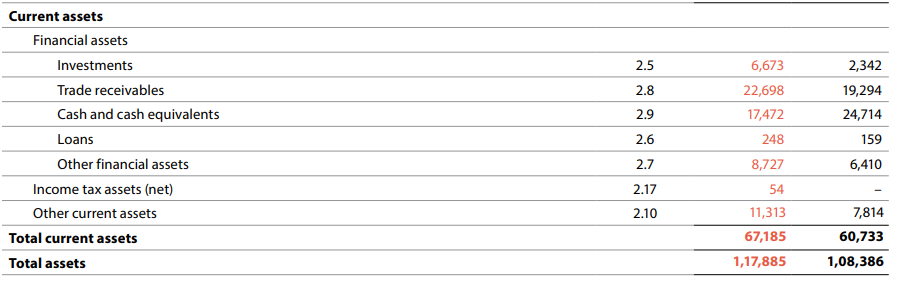 Current assets
Financial assets
Investments 2.5 6,673 2,342
Trade receivables 2.8 22,698 19,294
Cash and cash equivalents 2.9 17,472 24,714
Loans 2.6 248 159
Other financial assets 2.7 8,727 6,410
Income tax assets (net) 2.17 54 –
Other current assets 2.10 11,313 7,814
Total current assets 67,185 60,733
Total assets 1,17,885 1,08,386